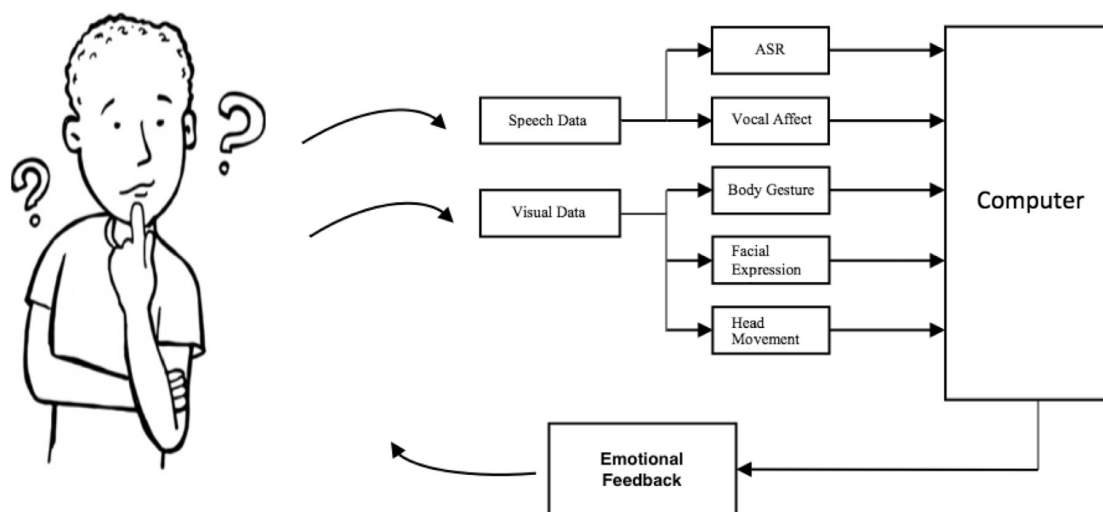 ?
?
Speech Data
Visual Data
ASR
Vocal Affect
Body Gesture
Facial
Expression
Head
Movement
Computer
Emotional
Feedback